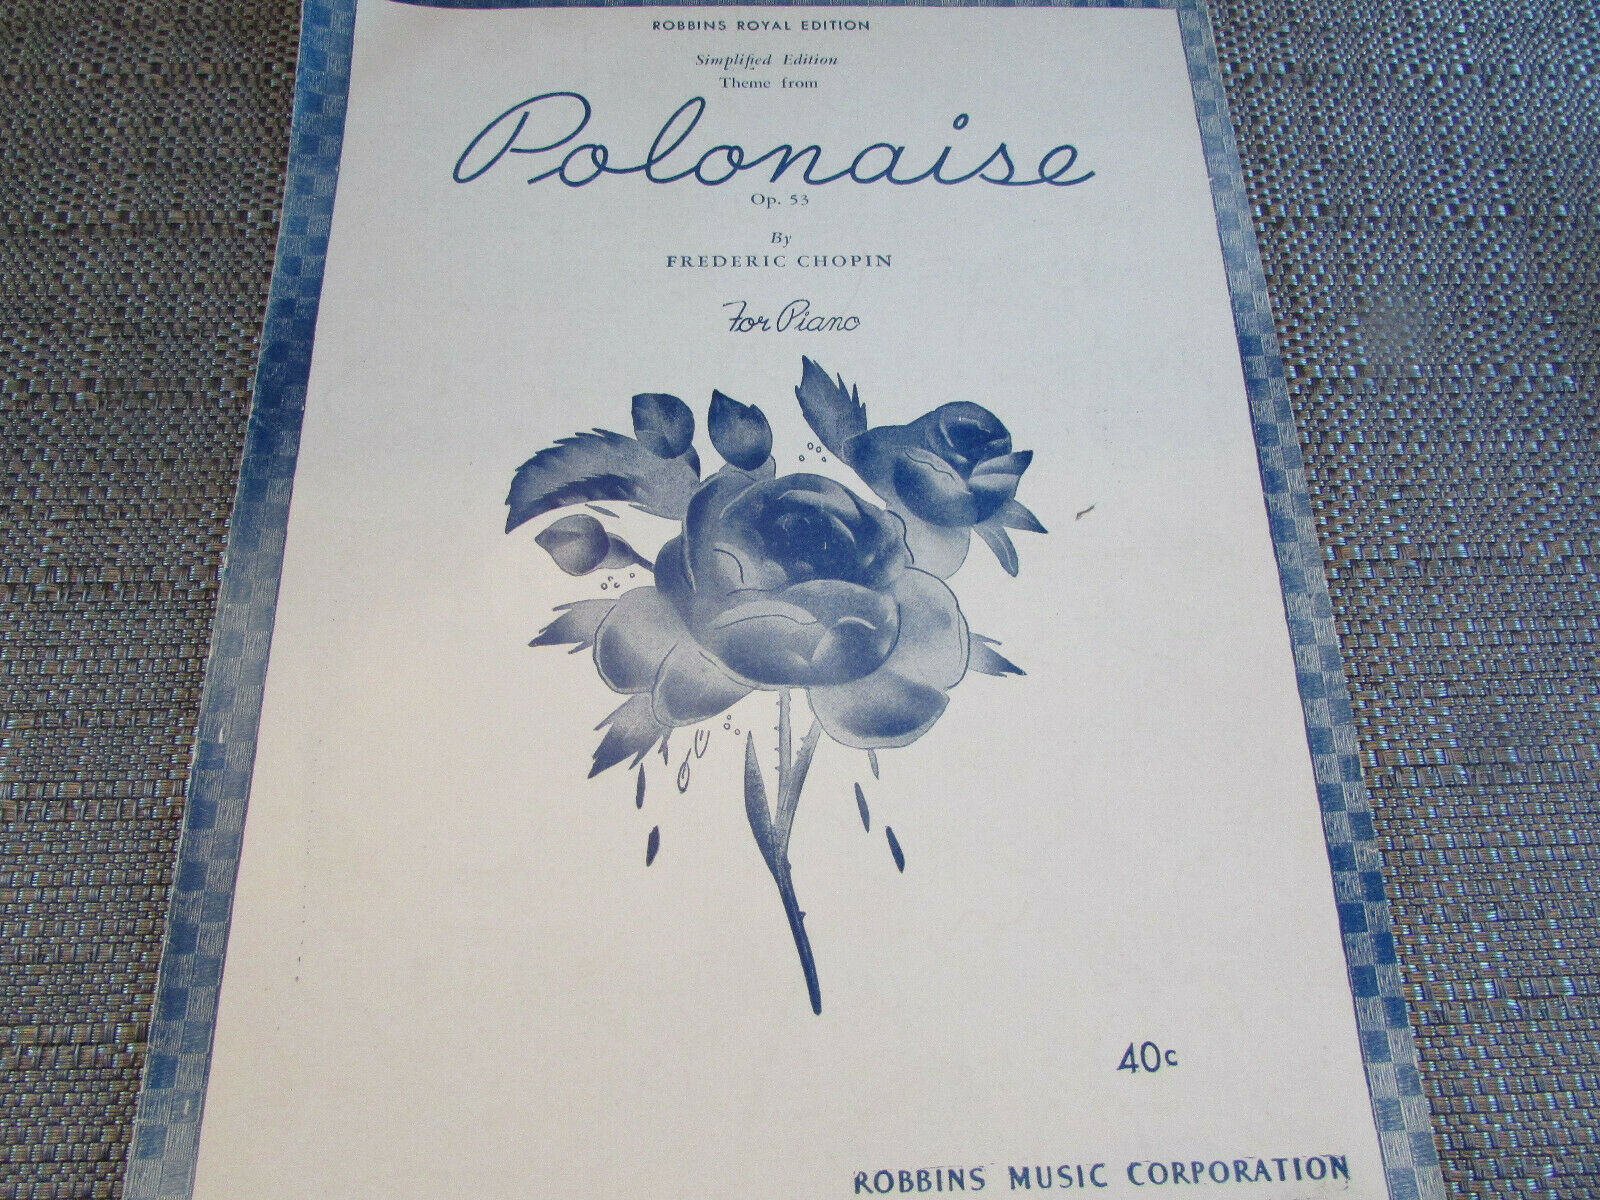 ROBBINS ROYAL EDITION
Simplified Edition
Theme from
Polonaise
Op. 53
By
FREDERIC CHOPIN
For Piano
JC
40c
ROBBINS MUSIC CORPORATION